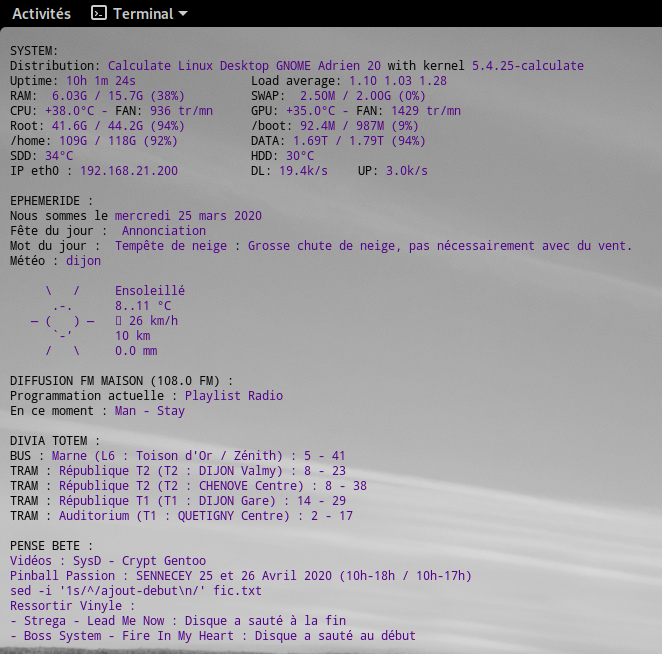 Activités Terminal
SYSTEM:
Distribution: Calculate Linux Desktop GNOME Adrien 20 with kernel 5.4.25-calculate
Uptime: 10h 1m 24s Load average: 1.10 1.03 1.28
RAM: 6.03G / 15.7G (38%) SWAP: 2.50M / 2.00G (0%)
CPU: +38.0°C - FAN: 936 tr/mn GPU: +35.0°C - FAN: 1429 tr/mn
Root: 41.6G / 44.2G (94%) /boot: 92.4M / 987M (9%)
/home: 109G / 118G (92%) DATA: 1.69T / 1.79T (94%)
SDD: 34°C HDD: 30°C
IP eth0 : 192.168.21.200 DL: 19.4k/s UP: 3.0k/s
EPHEMERIDE :
Nous sommes le mercredi 25 mars 2020
Fête du jour : Annonciation
Mot du jour : Tempête de neige : Grosse chute de neige, pas nécessairement avec du vent.
Météo : dijon
\ / Ensoleillé
.-. 8..11 °C
― ( ) ― 26 km/h
`-’ 10 km
/ \ 0.0 mm
DIFFUSION FM MAISON (108.0 FM) :
Programmation actuelle : Playlist Radio
En ce moment : Man - Stay
DIVIA TOTEM :
BUS : Marne (L6 : Toison d'Or / Zénith) : 5 - 41
TRAM : République T2 (T2 : DIJON Valmy) : 8 - 23
TRAM : République T2 (T2 : CHENOVE Centre) : 8 - 38
TRAM : République T1 (T1 : DIJON Gare) : 14 - 29
TRAM : Auditorium (T1 : QUETIGNY Centre) : 2 - 17
PENSE BETE :
Vidéos : SysD - Crypt Gentoo
Pinball Passion : SENNECEY 25 et 26 Avril 2020 (10h-18h / 10h-17h)
sed -i '1s/^/ajout-debut\n/' fic.txt
Ressortir Vinyle :
- Strega - Lead Me Now : Disque a sauté à la fin
- Boss System - Fire In My Heart : Disque a sauté au début